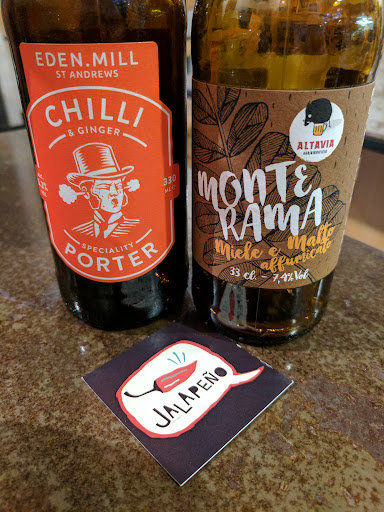 EDEN.MILL
ST ANDREWS
CHILLI
& GINGER
330
SPECIALITY
PORTER
ALTAVIA
MONTE
RAMA
Miele e Malto
affumicato
33 cl. - 7,4% Vol
JALAPEÑO